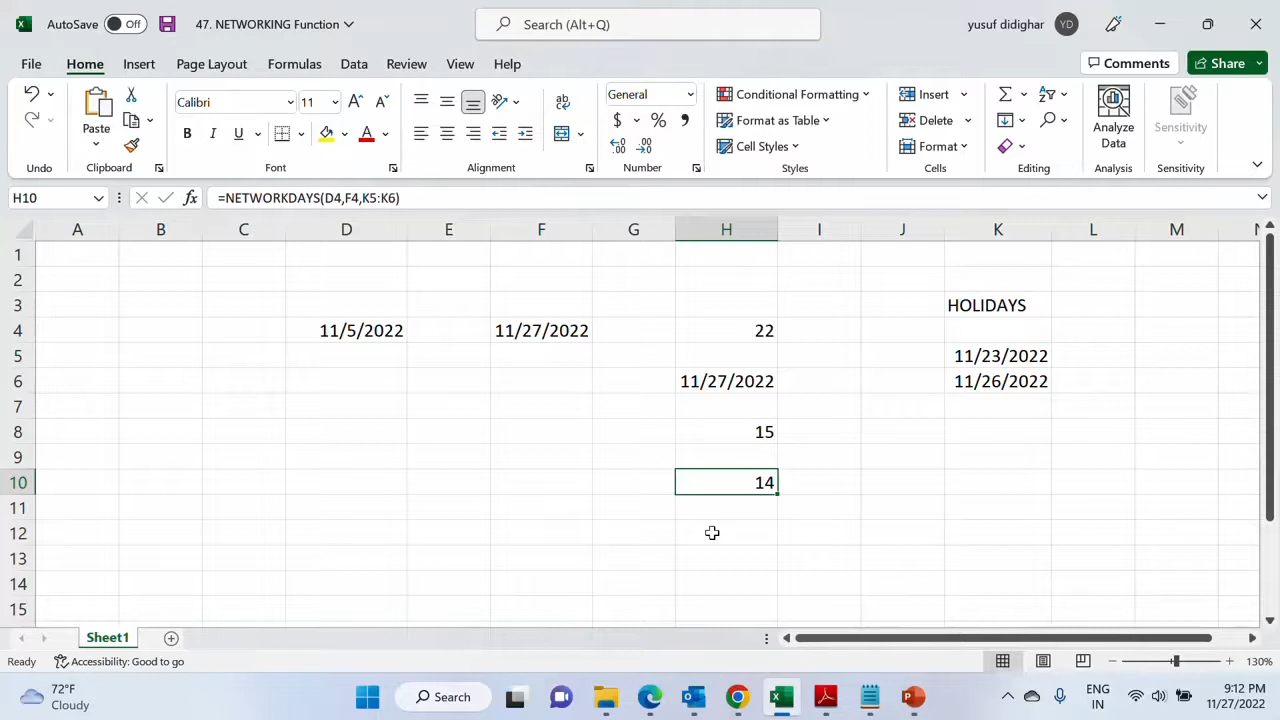 AutoSave Off 47. NETWORKING Function Search (Alt+Q) yusuf didighar YD
File Home Insert Page Layout Formulas Data Review View Help Comments Share
Calibri 11 General Conditional Formatting Insert
Paste Format as Table Delete Analyze Data Sensitivity
B I U $ % Cell Styles Format
Undo Clipboard Font Alignment Number Styles Cells Editing Analysis Sensitivity
H10 fx =NETWORKDAYS(D4,F4,K5:K6)
A B C D E F G H I J K L M N
1
2
3 HOLIDAYS
4 11/5/2022 11/27/2022 22
5 11/23/2022
6 11/27/2022 11/26/2022
7
8 15
9
10 14
11
12
13
14
15
Sheet1
Ready Accessibility: Good to go 130%
72°F
Cloudy
Search
ENG
IN
9:12 PM
11/27/2022